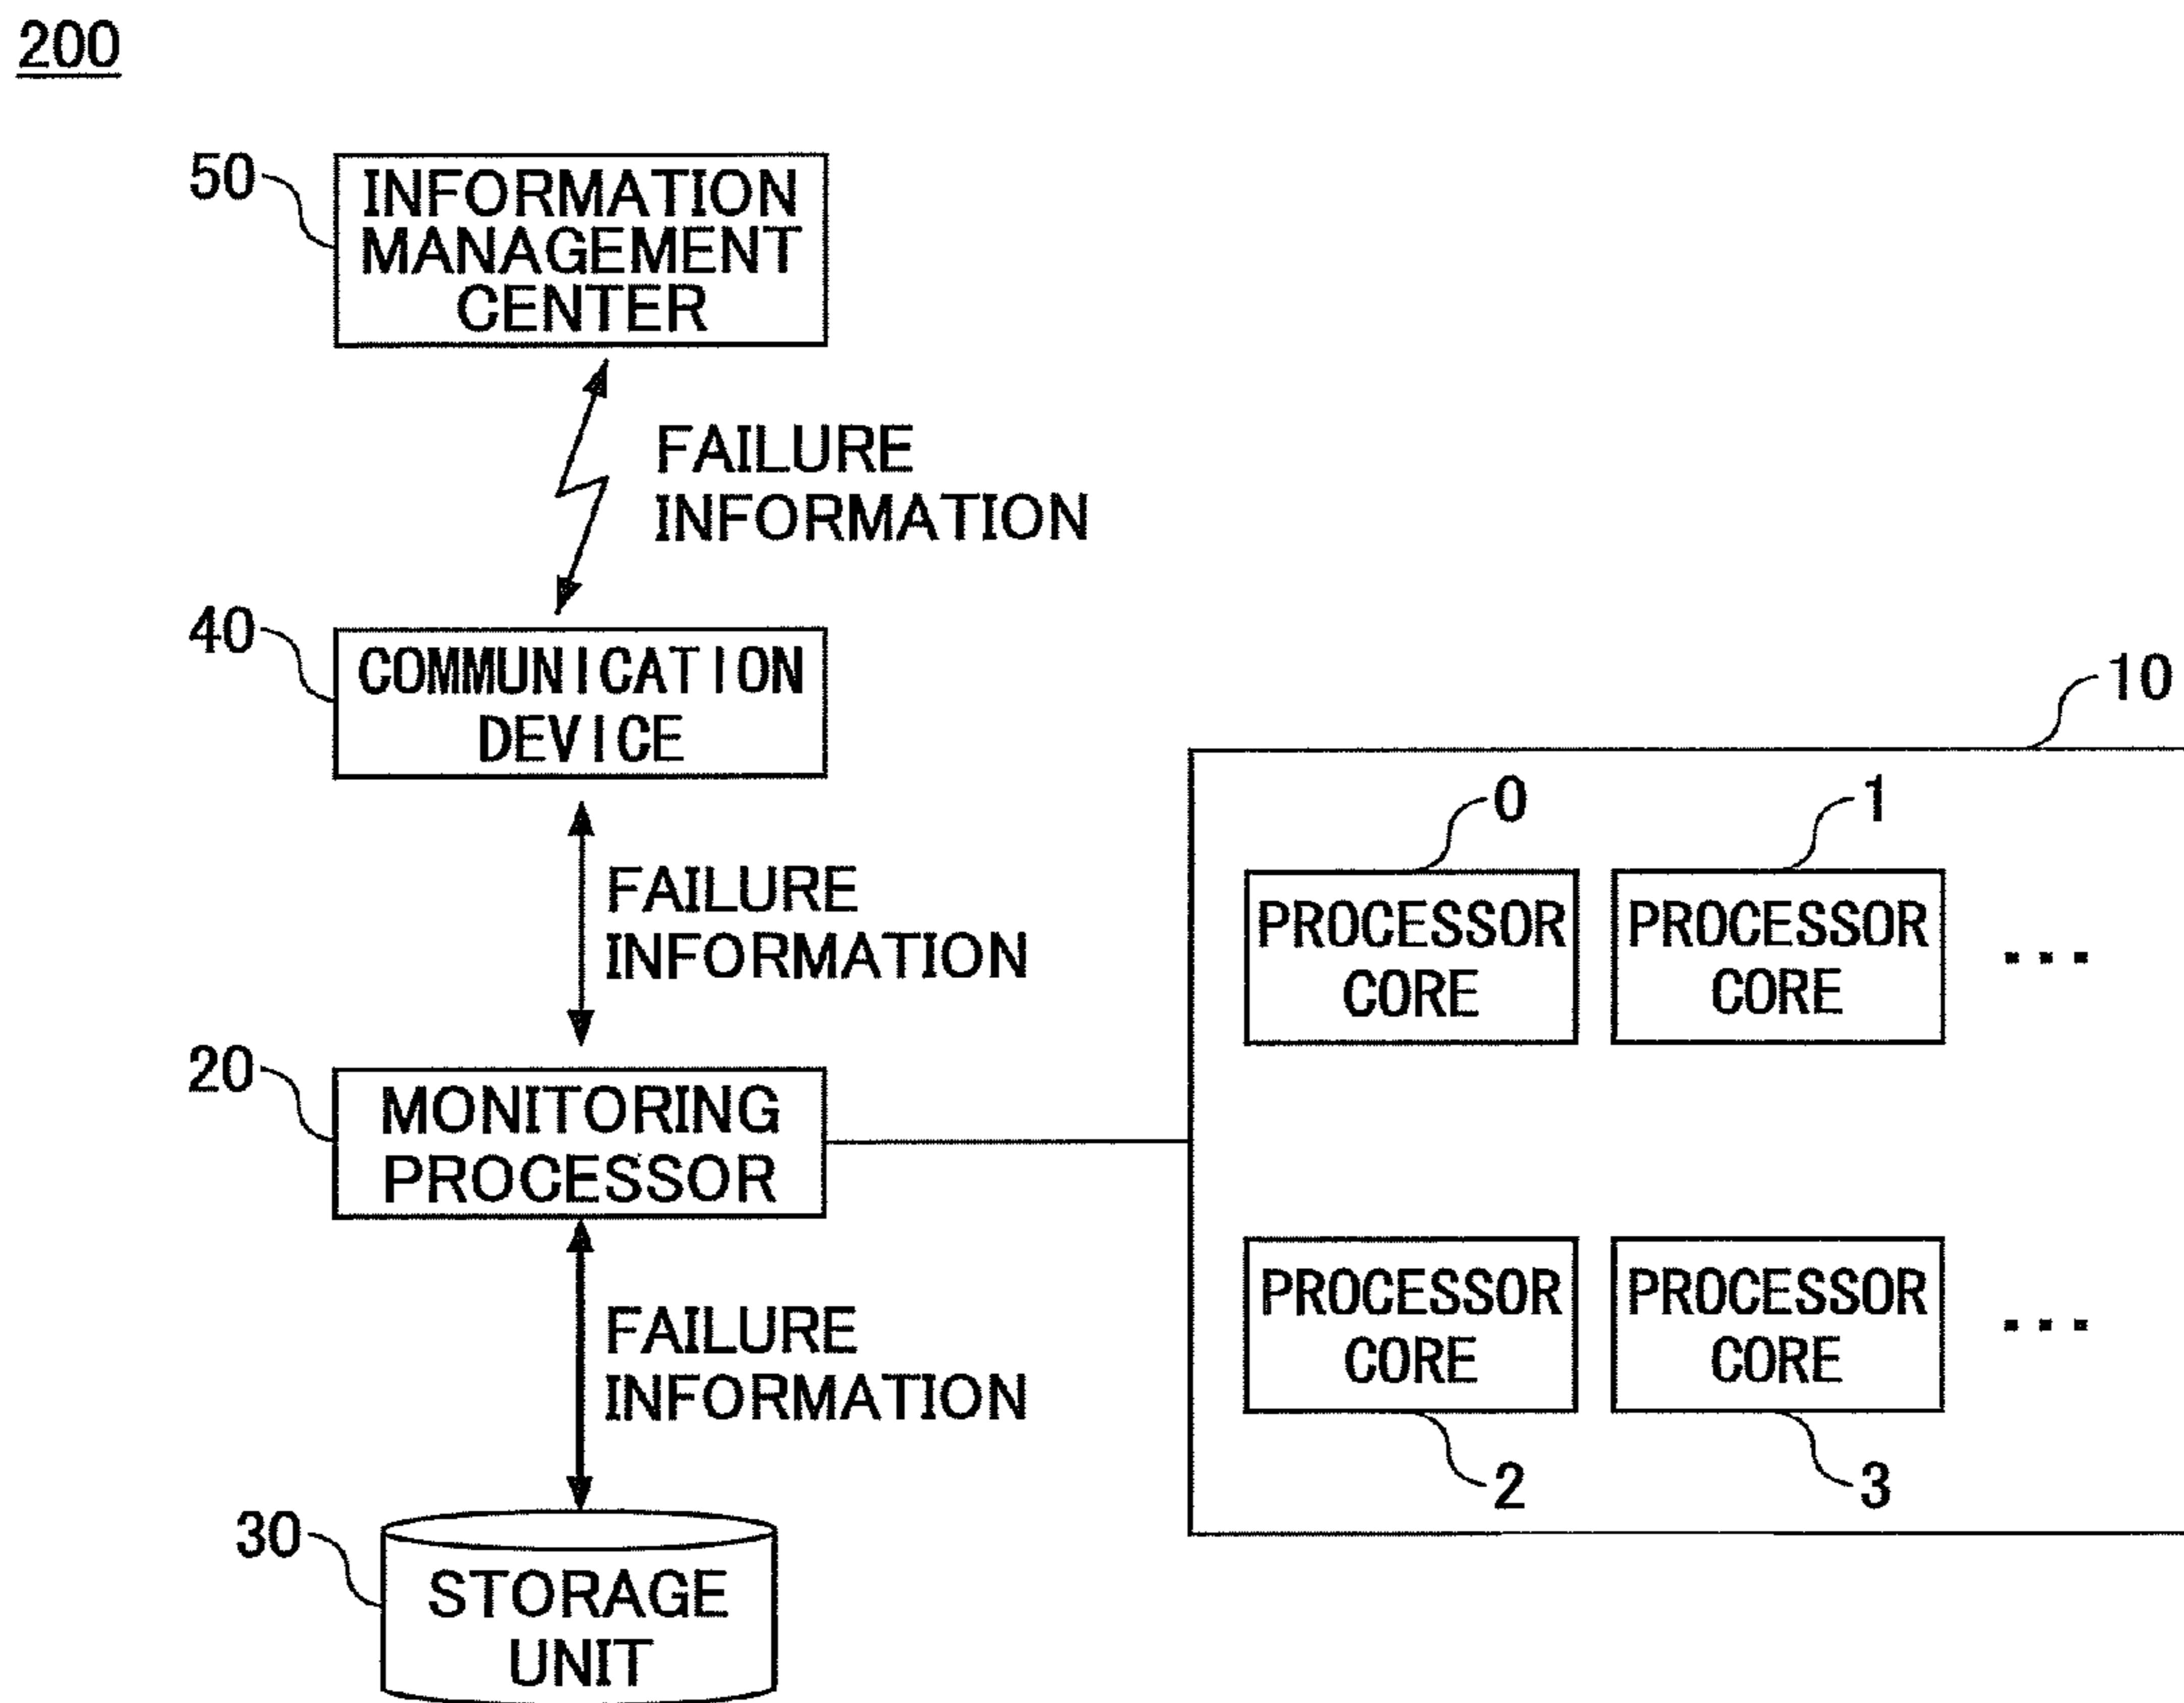 200
50
INFORMATION
MANAGEMENT
CENTER
FAILURE
INFORMATION
40
COMMUNICATION
DEVICE
10
0
1
FAILURE
INFORMATION
PROCESSOR
CORE
PROCESSOR
CORE
...
20
MONITORING
PROCESSOR
PROCESSOR
CORE
PROCESSOR
CORE
...
FAILURE
INFORMATION
2
3
30
STORAGE
UNIT